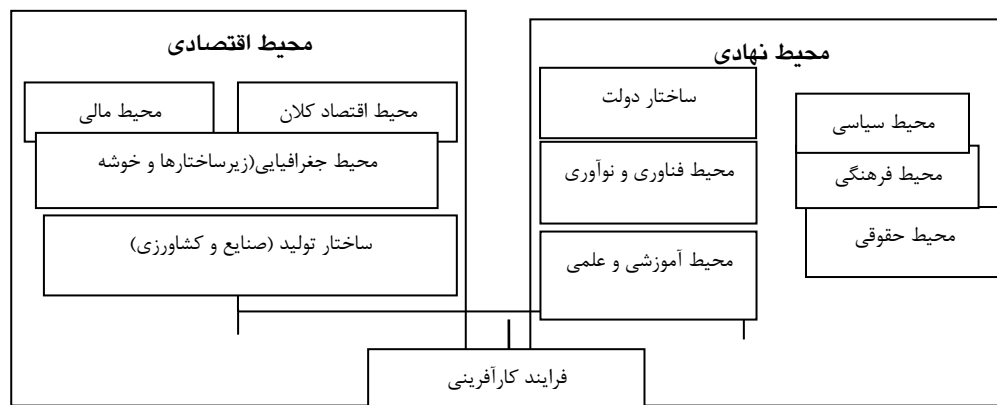 محیط نهادی
ساختار دولت
محیط سیاسی
محیط فناوری و نوآوری
محیط فرهنگی
محیط آموزشی و علمی
محیط حقوقی
محیط اقتصادی
محیط اقتصاد کلان
محیط مالی
محیط جغرافیایی(زیرساختارها و خوشه
ساختار تولید (صنایع و کشاورزی)
فرایند کارآفرینی